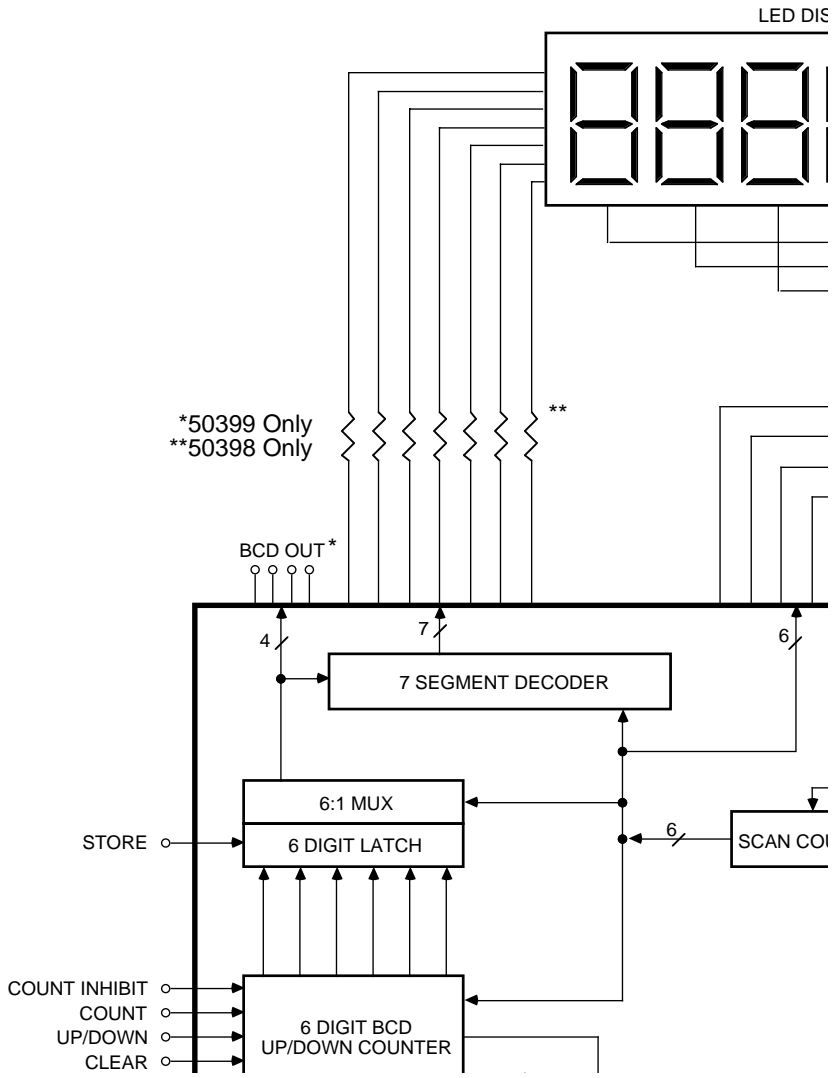 LED DIS
*50399 Only
**50398 Only
**
BCD OUT*
4
7
6
7 SEGMENT DECODER
6:1 MUX
6 DIGIT LATCH
STORE
6
SCAN COU
COUNT INHIBIT
COUNT
UP/DOWN
CLEAR
6 DIGIT BCD
UP/DOWN COUNTER